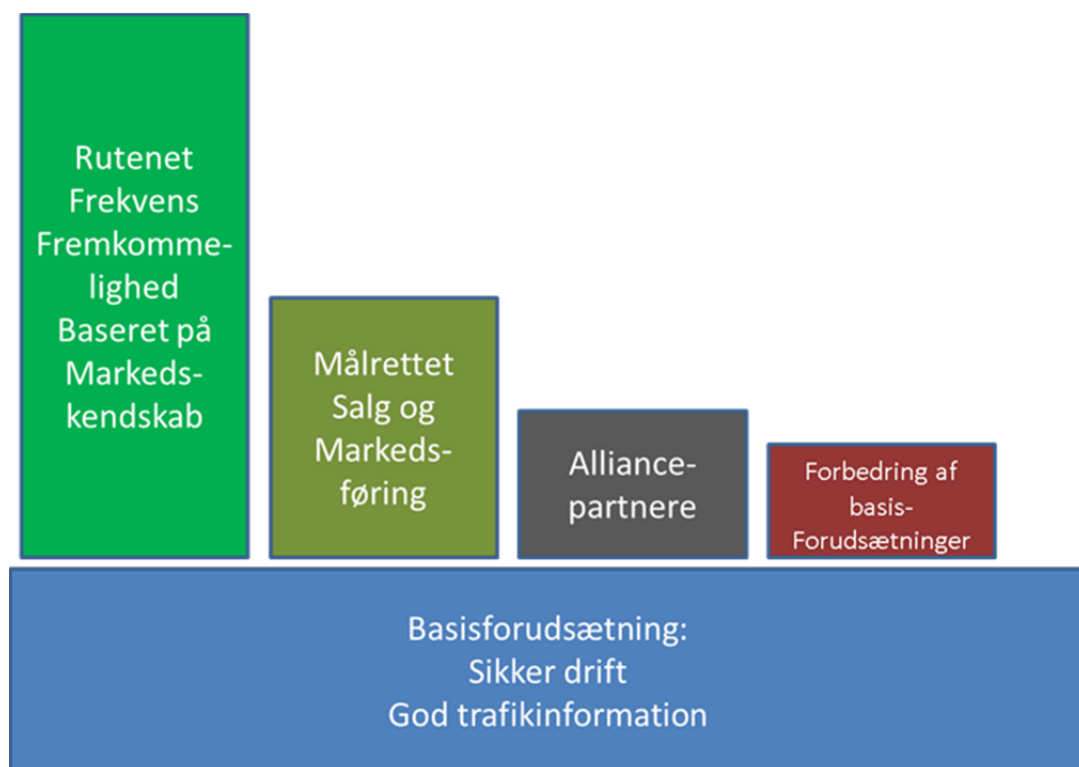 Rutenet
Frekvens
Fremkomme-
lighed
Baseret på
Markeds-
kendskab
Målrettet
Salg og
Markeds-
føring
Alliance-
partnere
Forbedring af
basis-
Forudsætninger
Basisforudsætning:
Sikker drift
God trafikinformation